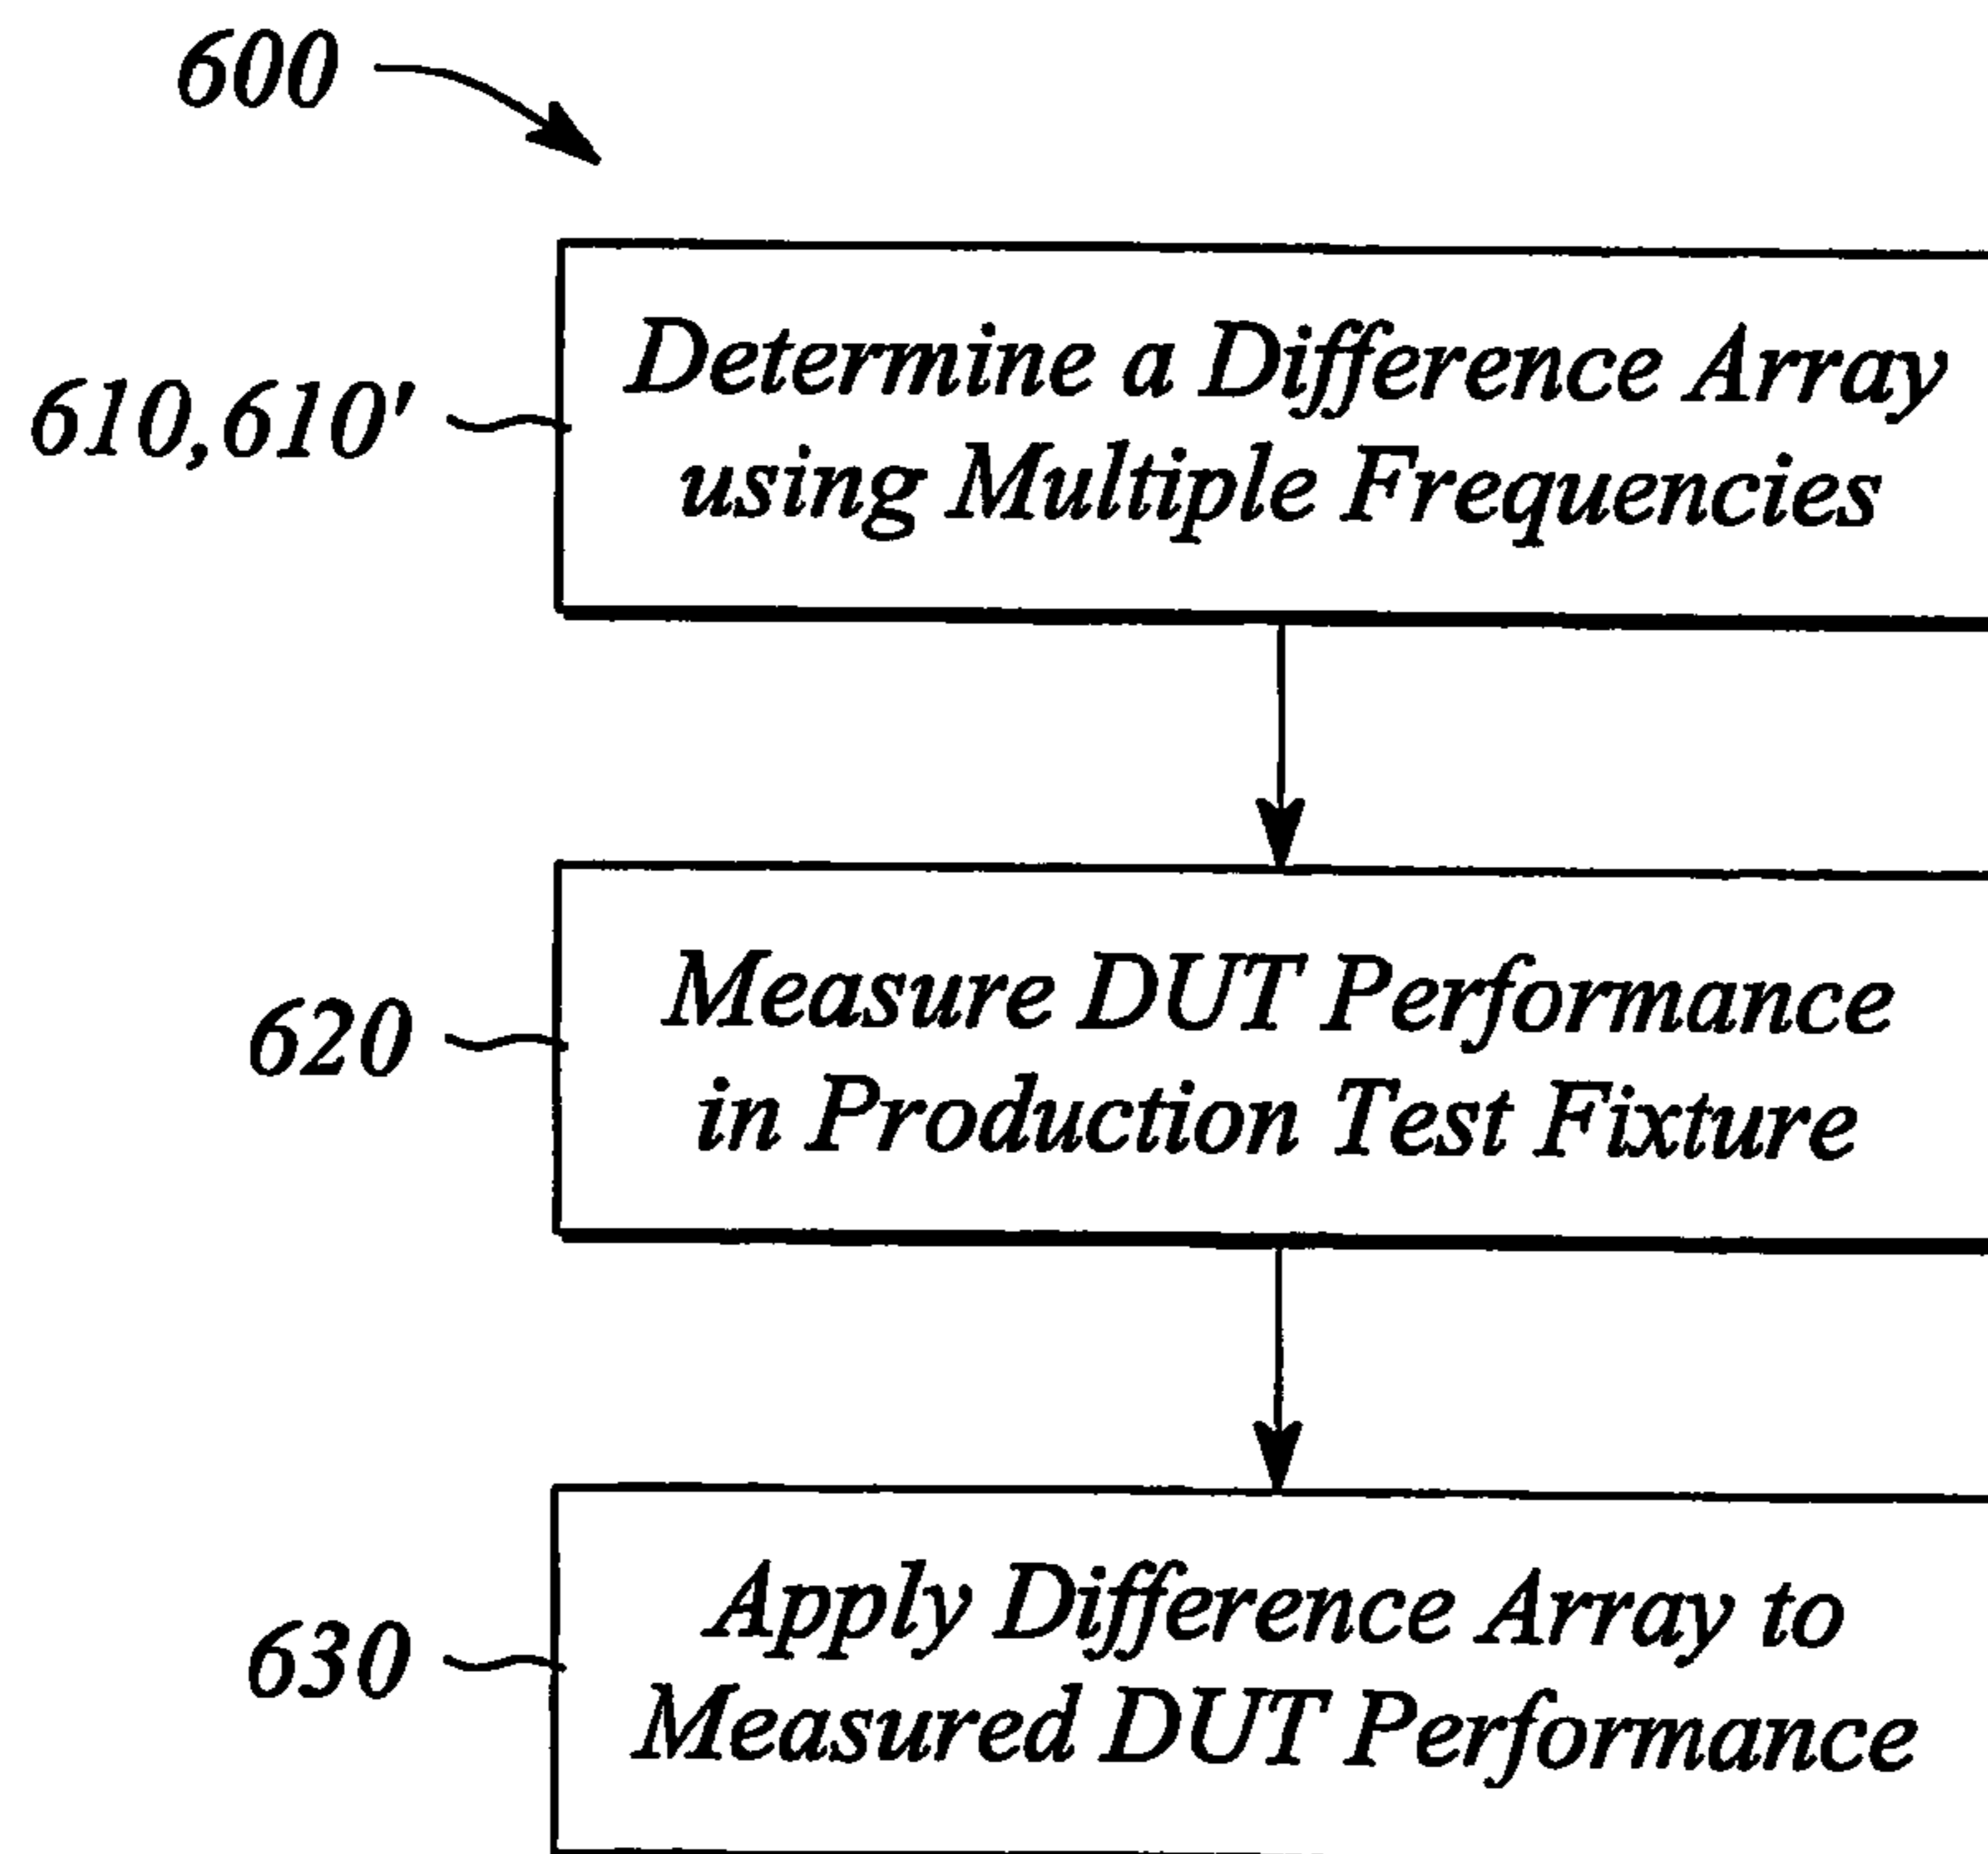 600
610,610'
Determine a Difference Array
using Multiple Frequencies
620
Measure DUT Performance
in Production Test Fixture
630
Apply Difference Array to
Measured DUT Performance